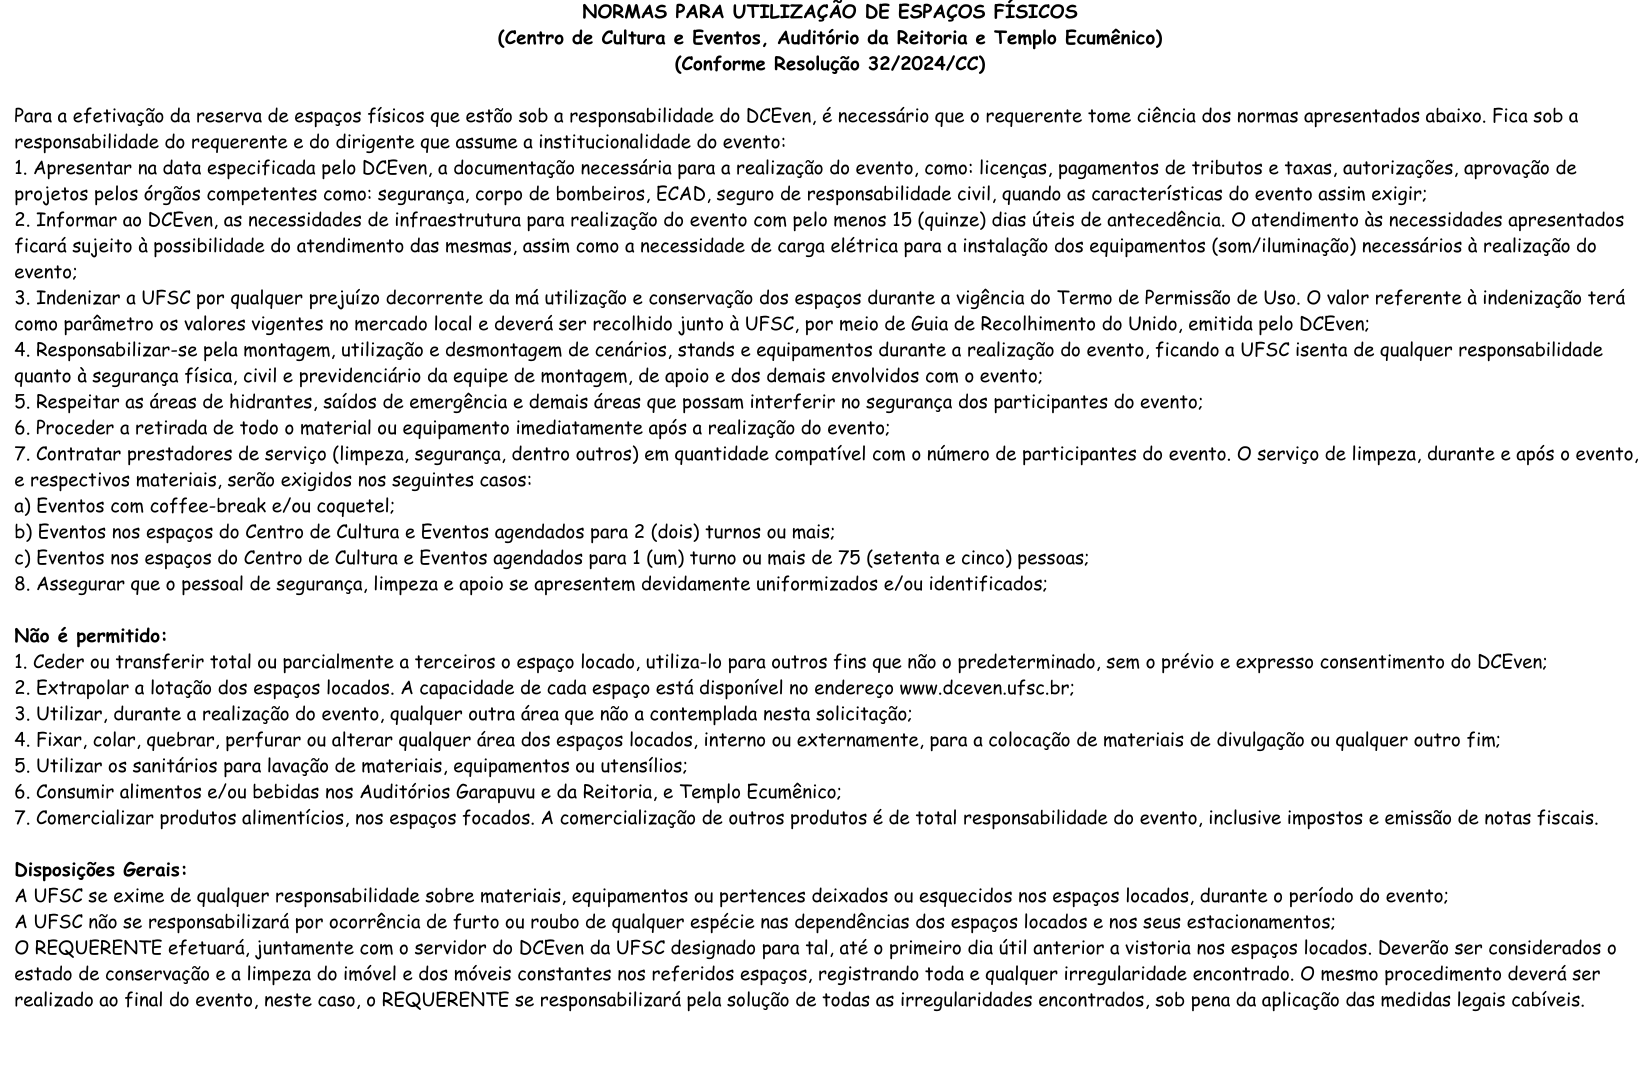 NORMAS PARA UTILIZAÇÃO DE ESPAÇOS FÍSICOS
(Centro de Cultura e Eventos, Auditório da Reitoria e Templo Ecumênico)
(Conforme Resolução 32/2024/CC)
Para a efetivação da reserva de espaços físicos que estão sob a responsabilidade do DCEven, é necessário que o requerente tome ciência dos normas apresentados abaixo. Fica sob a
responsabilidade do requerente e do dirigente que assume a institucionalidade do evento:
1. Apresentar na data especificada pelo DCEven, a documentação necessária para a realização do evento, como: licenças, pagamentos de tributos e taxas, autorizações, aprovação de
projetos pelos órgãos competentes como: segurança, corpo de bombeiros, ECAD, seguro de responsabilidade civil, quando as características do evento assim exigir;
2. Informar ao DCEven, as necessidades de infraestrutura para realização do evento com pelo menos 15 (quinze) dias úteis de antecedência. O atendimento às necessidades apresentados
ficará sujeito à possibilidade do atendimento das mesmas, assim como a necessidade de carga elétrica para a instalação dos equipamentos (som/iluminação) necessários à realização do
evento;
3. Indenizar a UFSC por qualquer prejuízo decorrente da má utilização e conservação dos espaços durante a vigência do Termo de Permissão de Uso. O valor referente à indenização terá
como parâmetro os valores vigentes no mercado local e deverá ser recolhido junto à UFSC, por meio de Guia de Recolhimento do Unido, emitida pelo DCEven;
4. Responsabilizar-se pela montagem, utilização e desmontagem de cenários, stands e equipamentos durante a realização do evento, ficando a UFSC isenta de qualquer responsabilidade
quanto à segurança física, civil e previdenciário da equipe de montagem, de apoio e dos demais envolvidos com o evento;
5. Respeitar as áreas de hidrantes, saídos de emergência e demais áreas que possam interferir no segurança dos participantes do evento;
6. Proceder a retirada de todo o material ou equipamento imediatamente após a realização do evento;
7. Contratar prestadores de serviço (limpeza, segurança, dentro outros) em quantidade compatível com o número de participantes do evento. O serviço de limpeza, durante e após o evento,
e respectivos materiais, serão exigidos nos seguintes casos:
a) Eventos com coffee-break e/ou coquetel;
b) Eventos nos espaços do Centro de Cultura e Eventos agendados para 2 (dois) turnos ou mais;
c) Eventos nos espaços do Centro de Cultura e Eventos agendados para 1 (um) turno ou mais de 75 (setenta e cinco) pessoas;
8. Assegurar que o pessoal de segurança, limpeza e apoio se apresentem devidamente uniformizados e/ou identificados;
Não é permitido:
1. Ceder ou transferir total ou parcialmente a terceiros o espaço locado, utiliza-lo para outros fins que não o predeterminado, sem o prévio e expresso consentimento do DCEven;
2. Extrapolar a lotação dos espaços locados. A capacidade de cada espaço está disponível no endereço www.dceven.ufsc.br;
3. Utilizar, durante a realização do evento, qualquer outra área que não a contemplada nesta solicitação;
4. Fixar, colar, quebrar, perfurar ou alterar qualquer área dos espaços locados, interno ou externamente, para a colocação de materiais de divulgação ou qualquer outro fim;
5. Utilizar os sanitários para lavação de materiais, equipamentos ou utensílios;
6. Consumir alimentos e/ou bebidas nos Auditórios Garapuvu e da Reitoria, e Templo Ecumênico;
7. Comercializar produtos alimentícios, nos espaços focados. A comercialização de outros produtos é de total responsabilidade do evento, inclusive impostos e emissão de notas fiscais.
Disposições Gerais:
A UFSC se exime de qualquer responsabilidade sobre materiais, equipamentos ou pertences deixados ou esquecidos nos espaços locados, durante o período do evento;
A UFSC não se responsabilizará por ocorrência de furto ou roubo de qualquer espécie nas dependências dos espaços locados e nos seus estacionamentos;
O REQUERENTE efetuará, juntamente com o servidor do DCEven da UFSC designado para tal, até o primeiro dia útil anterior a vistoria nos espaços locados. Deverão ser considerados o
estado de conservação e a limpeza do imóvel e dos móveis constantes nos referidos espaços, registrando toda e qualquer irregularidade encontrado. O mesmo procedimento deverá ser
realizado ao final do evento, neste caso, o REQUERENTE se responsabilizará pela solução de todas as irregularidades encontrados, sob pena da aplicação das medidas legais cabíveis.